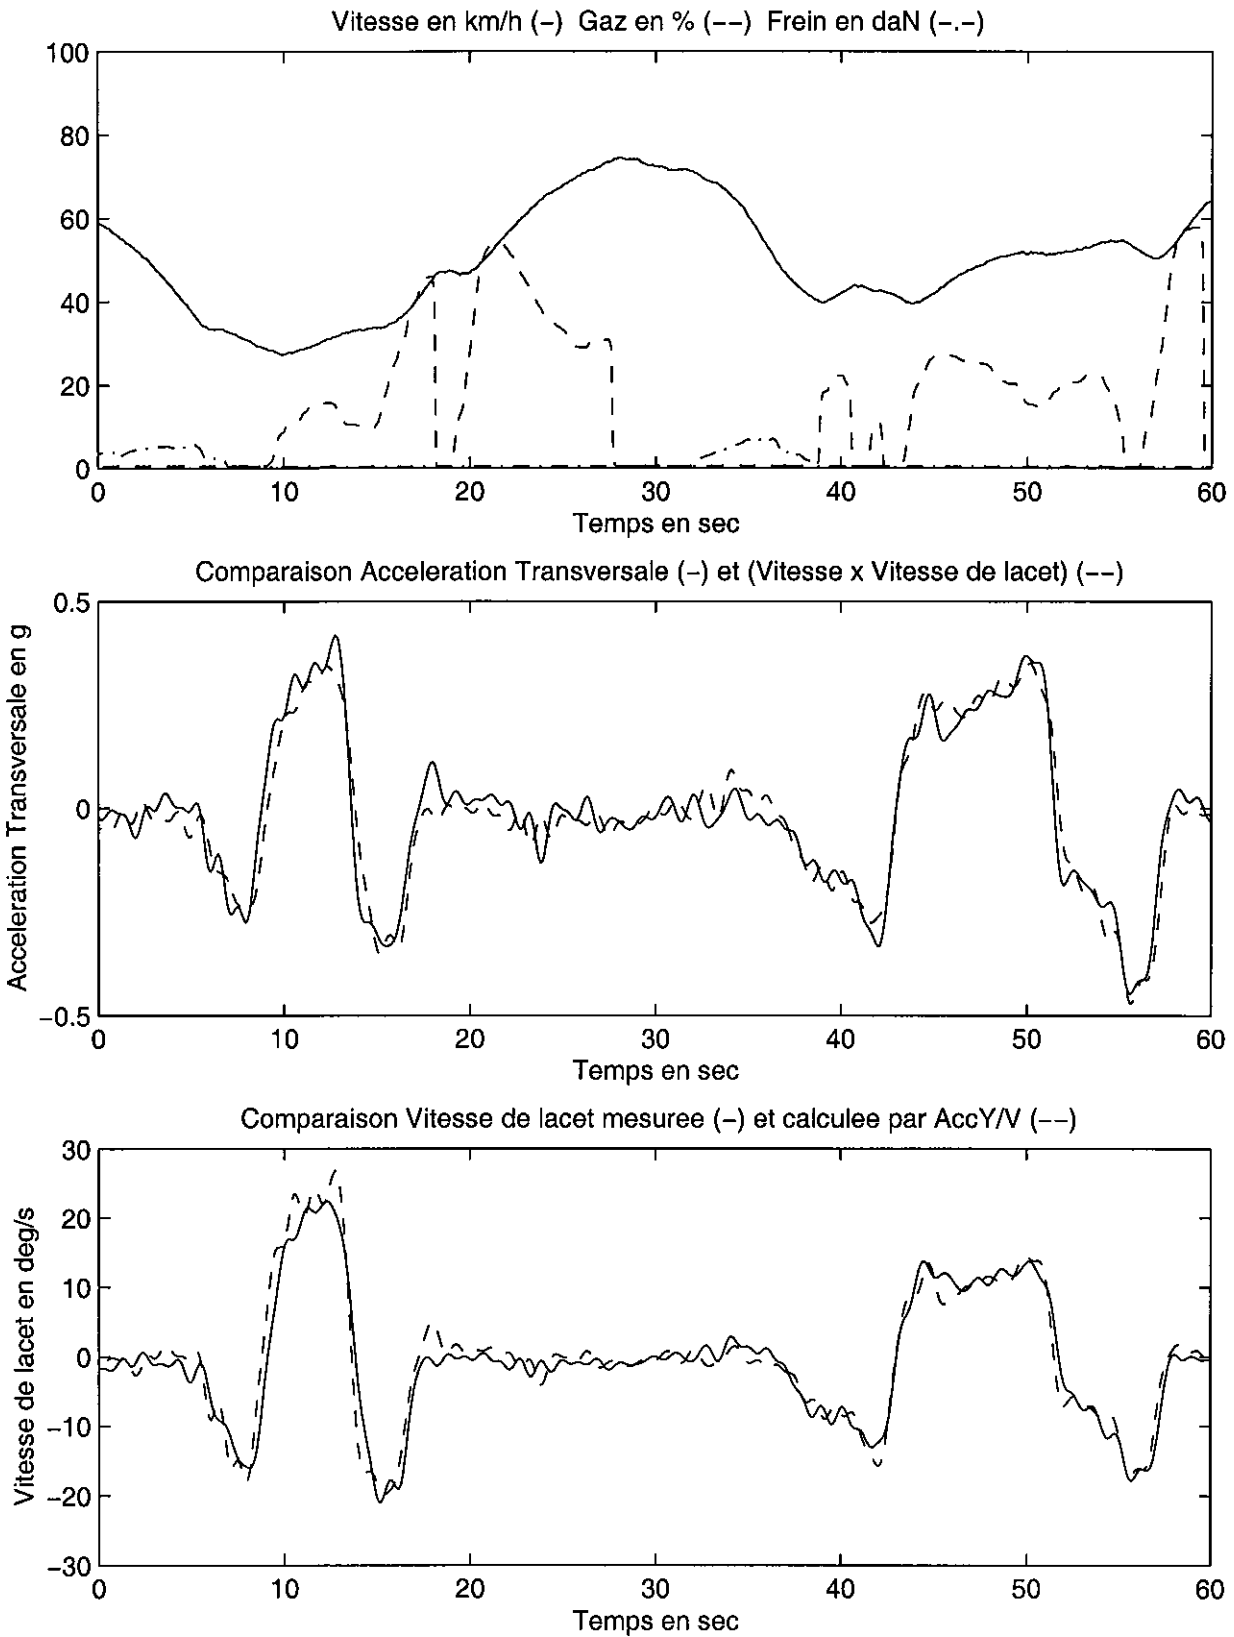 Vitesse en km/h (−) Gaz en % (−−) Frein en daN (−.−)
100
80
60
40
20
0
0 10 20 30 40 50 60
Temps en sec
Comparaison Acceleration Transversale (−) et (Vitesse x Vitesse de lacet) (−−)
Acceleration Transversale en g
0.5
0
−0.5
0 10 20 30 40 50 60
Temps en sec
Comparaison Vitesse de lacet mesuree (−) et calculee par AccY/V (−−)
Vitesse de lacet en deg/s
30
20
10
0
−10
−20
−30
0 10 20 30 40 50 60
Temps en sec